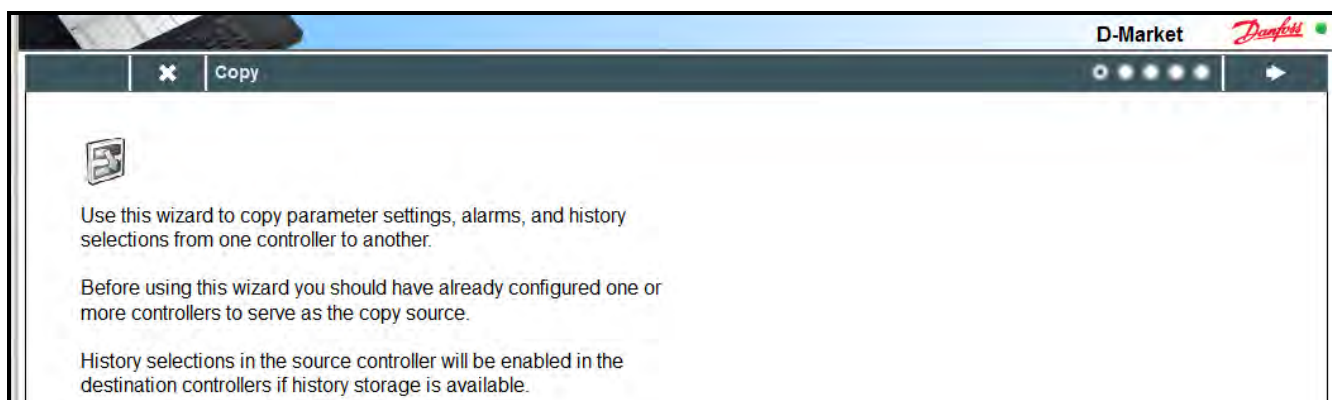 D-Market Danfoss
Copy
Use this wizard to copy parameter settings, alarms, and history
selections from one controller to another.
Before using this wizard you should have already configured one or
more controllers to serve as the copy source.
History selections in the source controller will be enabled in the
destination controllers if history storage is available.